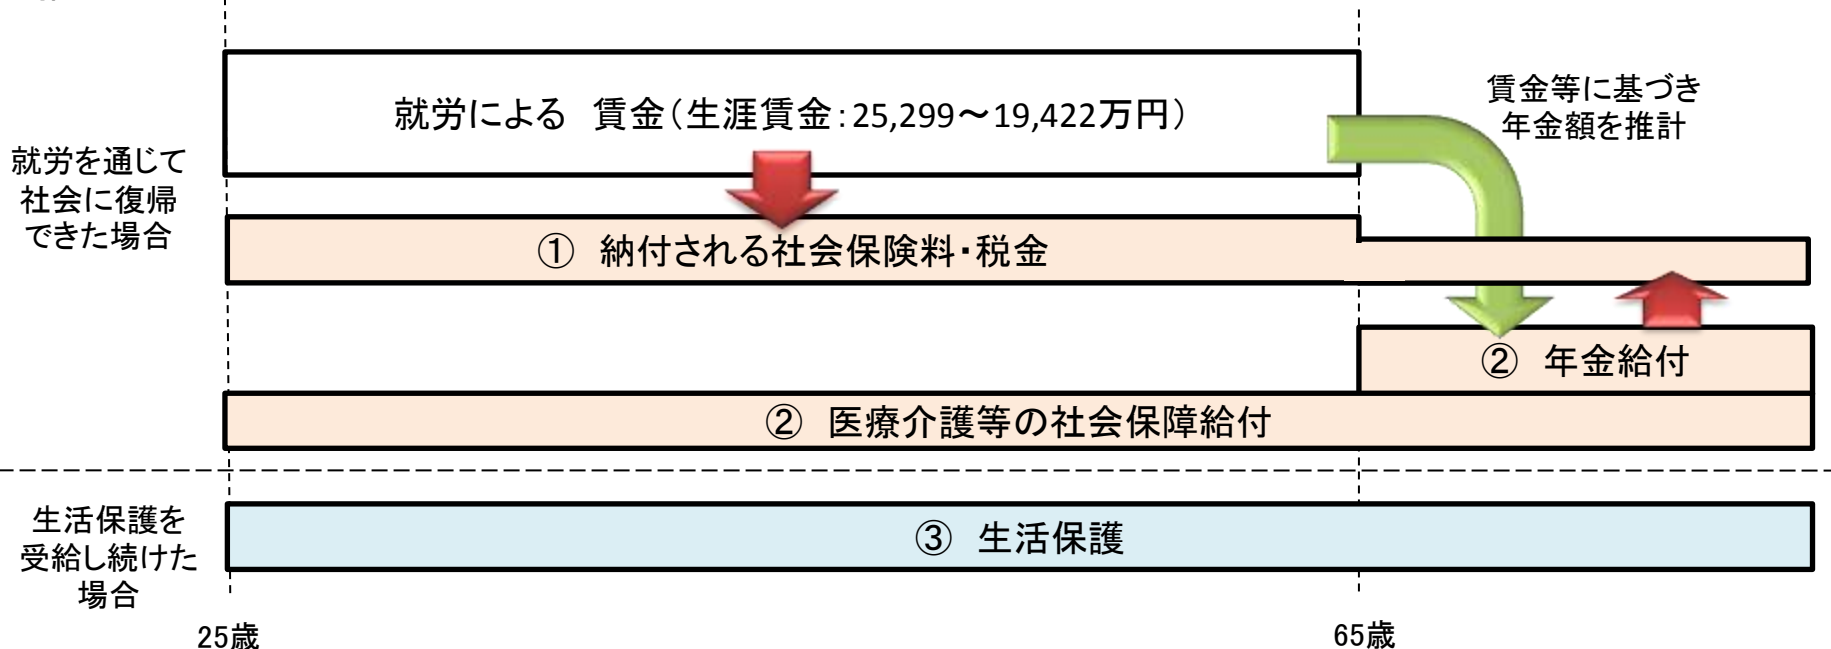 就労による 賃金(生涯賃金:25,299～19,422万円)
賃金等に基づき
年金額を推計
就労を通じて
社会に復帰
できた場合
① 納付される社会保険料・税金
② 年金給付
② 医療介護等の社会保障給付
生活保護を
受給し続けた
場合
③ 生活保護
25歳
65歳